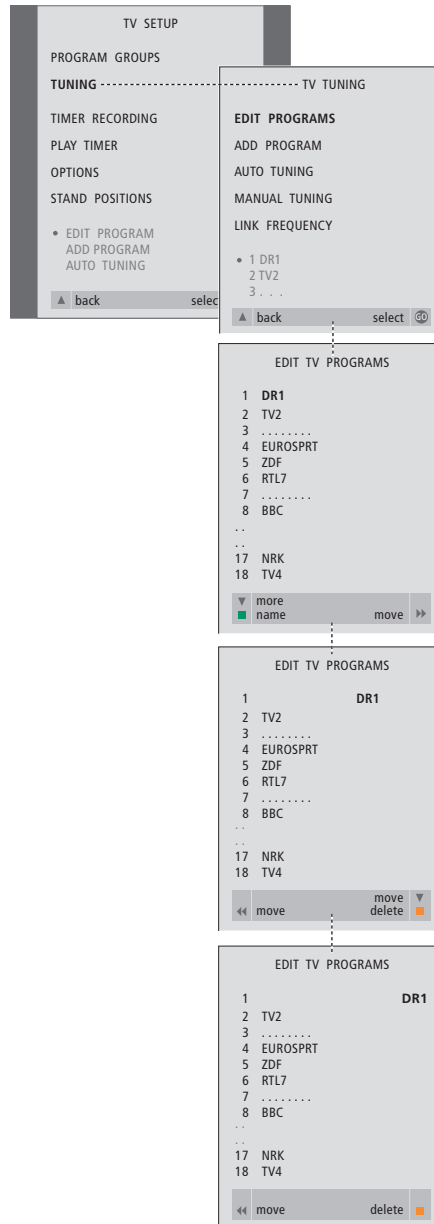 TV SETUP
PROGRAM GROUPS
TUNING
TIMER RECORDING
PLAY TIMER
OPTIONS
STAND POSITIONS
• EDIT PROGRAM
ADD PROGRAM
AUTO TUNING
▲ back selec
TV TUNING
EDIT PROGRAMS
ADD PROGRAM
AUTO TUNING
MANUAL TUNING
LINK FREQUENCY
• 1 DR1
2 TV2
3 . . .
▲ back select GO
EDIT TV PROGRAMS
1 DR1
2 TV2
3 . . . . . . . .
4 EUROSPRT
5 ZDF
6 RTL7
7 . . . . . . . .
8 BBC
. .
. .
17 NRK
18 TV4
▼ more
name move ▶▶
EDIT TV PROGRAMS
1 DR1
2 TV2
3 . . . . . . . .
4 EUROSPRT
5 ZDF
6 RTL7
7 . . . . . . . .
8 BBC
. .
. .
17 NRK
18 TV4
move ▼
◀◀ move delete
EDIT TV PROGRAMS
1 DR1
2 TV2
3 . . . . . . . .
4 EUROSPRT
5 ZDF
6 RTL7
7 . . . . . . . .
8 BBC
. .
. .
17 NRK
18 TV4
◀◀ move delete